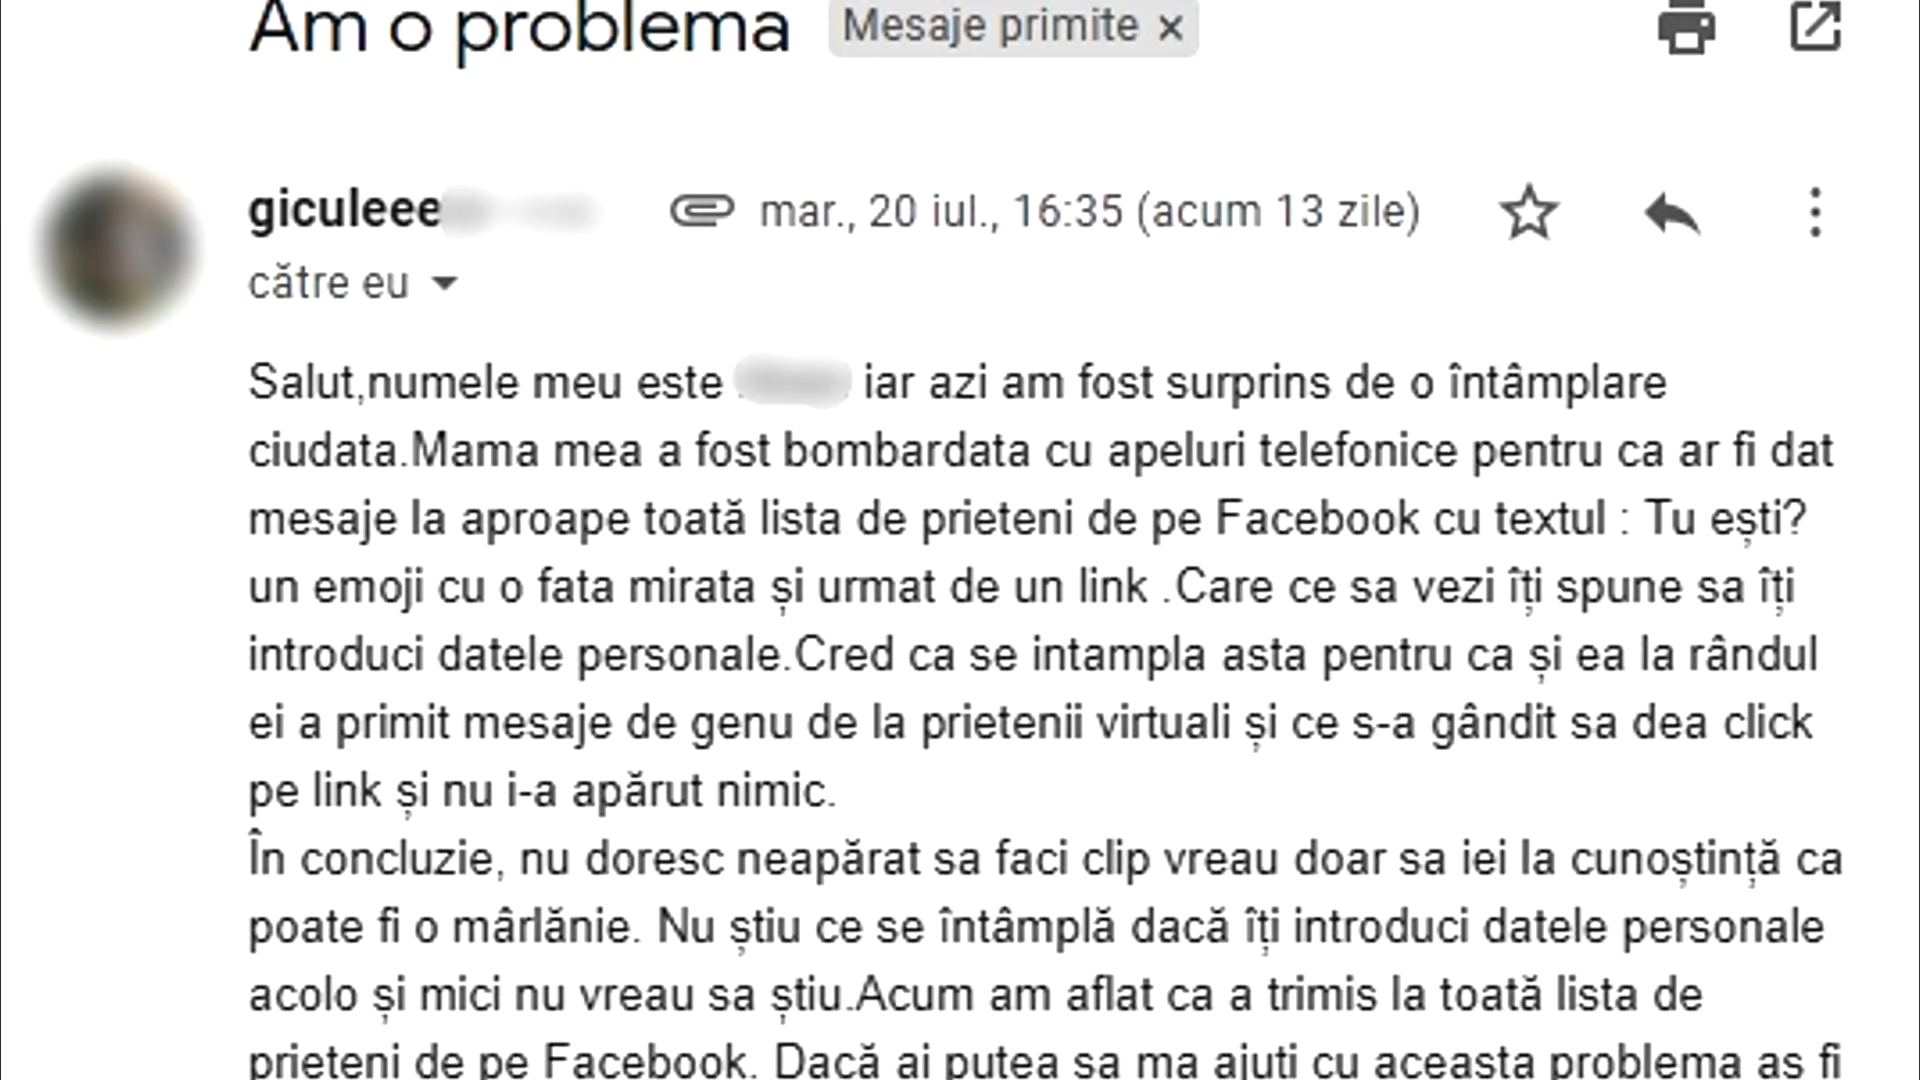 Am o problema Mesaje primite ×
giculeee mar., 20 iul., 16:35 (acum 13 zile)
către eu
Salut,numele meu este iar azi am fost surprins de o întâmplare
ciudata.Mama mea a fost bombardata cu apeluri telefonice pentru ca ar fi dat
mesaje la aproape toată lista de prieteni de pe Facebook cu textul : Tu ești?
un emoji cu o fata mirata și urmat de un link .Care ce sa vezi îți spune sa îți
introduci datele personale.Cred ca se intampla asta pentru ca și ea la rândul
ei a primit mesaje de genu de la prietenii virtuali și ce s-a gândit sa dea click
pe link și nu i-a apărut nimic.
În concluzie, nu doresc neapărat sa faci clip vreau doar sa iei la cunoștință ca
poate fi o mârlănie. Nu știu ce se întâmplă dacă îți introduci datele personale
acolo și mici nu vreau sa știu.Acum am aflat ca a trimis la toată lista de
prieteni de pe Facebook. Dacă ai putea sa ma ajuti cu aceasta problema as fi